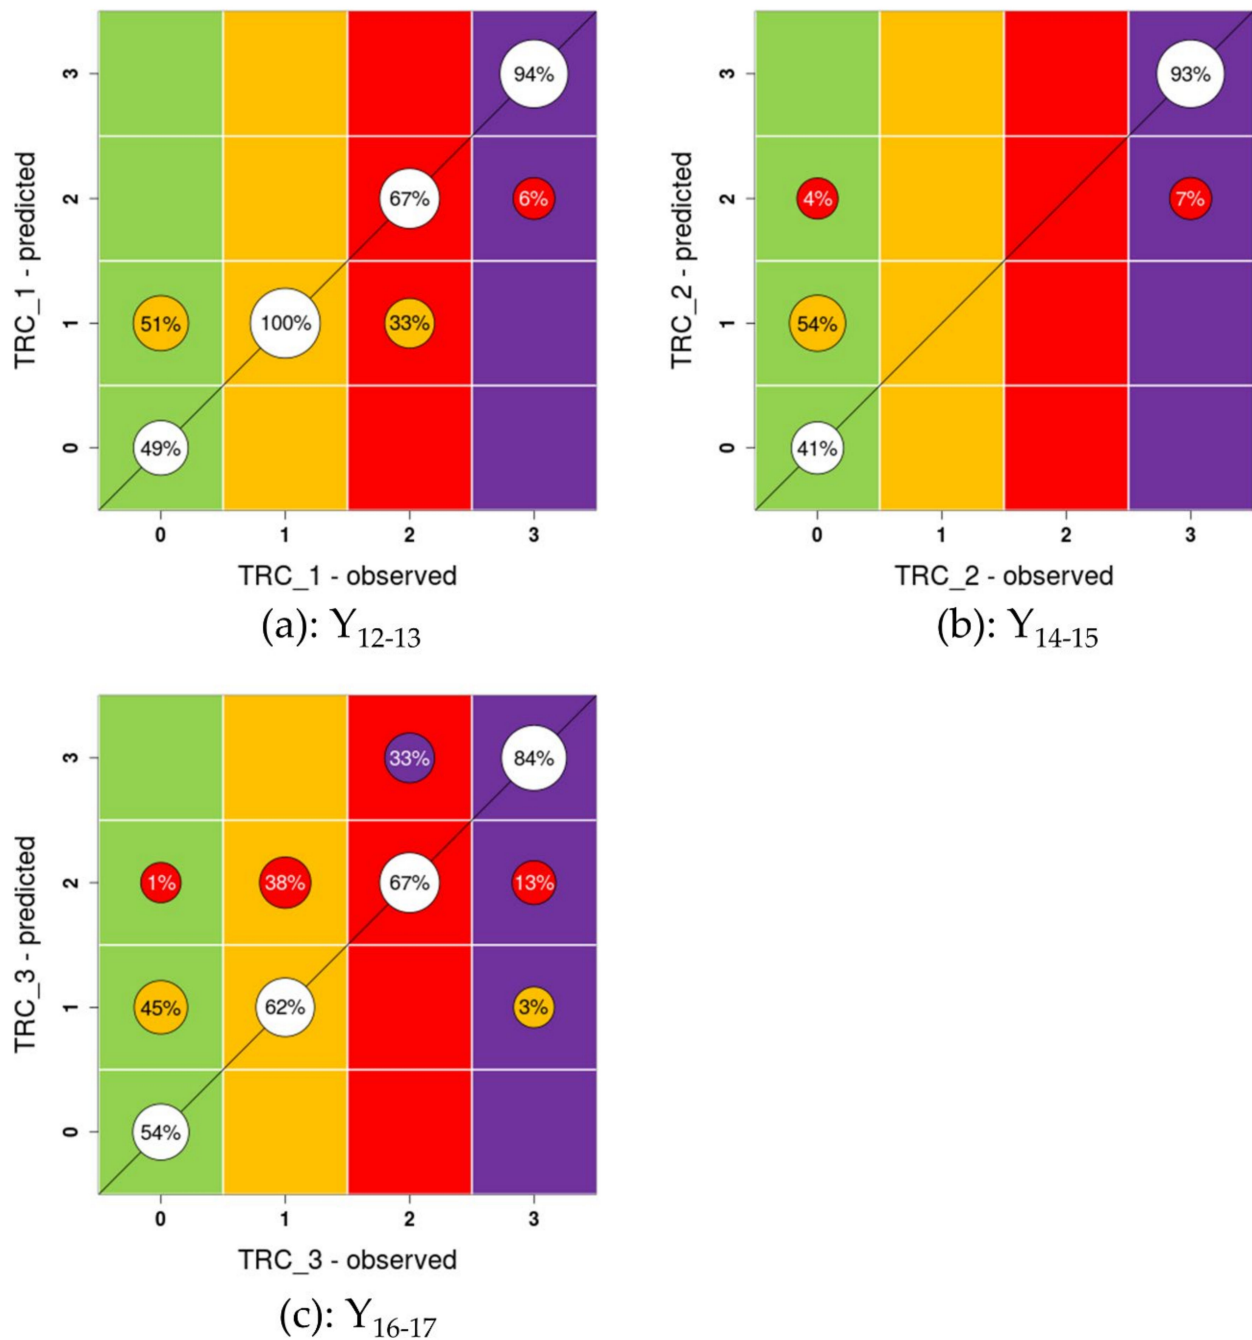 TRC_1 - predicted
3
94%
2
67%
6%
1
51%
100%
33%
0
49%
0 1 2 3
TRC_1 - observed
(a): Y12-13
TRC_2 - predicted
3
93%
2
4%
7%
1
54%
0
41%
0 1 2 3
TRC_2 - observed
(b): Y14-15
TRC_3 - predicted
3
33%
84%
2
1%
38%
67%
13%
1
45%
62%
3%
0
54%
0 1 2 3
TRC_3 - observed
(c): Y16-17